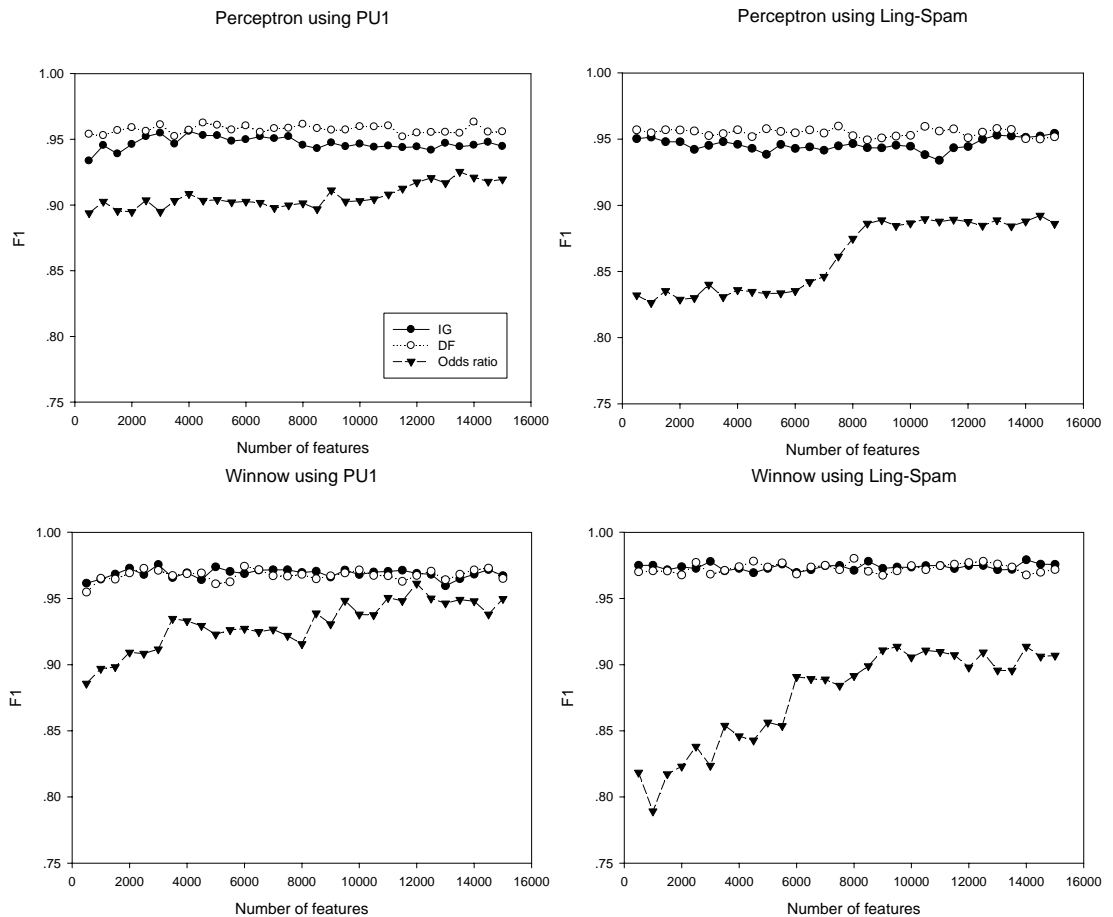 Perceptron using PU1
F1
1.00
.95
.90
.85
.80
.75
0 2000 4000 6000 8000 10000 12000 14000 16000
Number of features
IG
DF
Odds ratio
Perceptron using Ling-Spam
F1
1.00
.95
.90
.85
.80
.75
0 2000 4000 6000 8000 10000 12000 14000 16000
Number of features
Winnow using PU1
F1
1.00
.95
.90
.85
.80
.75
0 2000 4000 6000 8000 10000 12000 14000 16000
Number of features
Winnow using Ling-Spam
F1
1.00
.95
.90
.85
.80
.75
0 2000 4000 6000 8000 10000 12000 14000 16000
Number of features